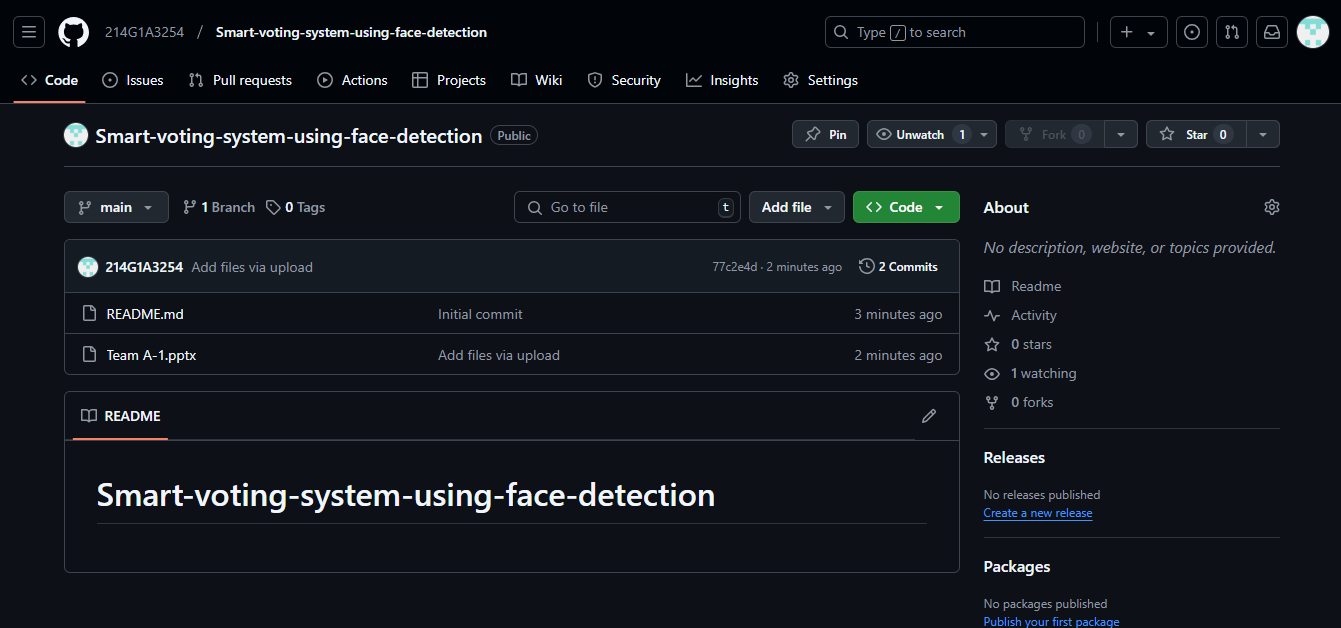 214G1A3254 / Smart-voting-system-using-face-detection
Type / to search
Code Issues Pull requests Actions Projects Wiki Security Insights Settings
Smart-voting-system-using-face-detection Public
Pin Unwatch 1 Fork 0 Star 0
main 1 Branch 0 Tags Go to file t Add file Code
214G1A3254 Add files via upload 77c2e4d · 2 minutes ago 2 Commits
README.md Initial commit 3 minutes ago
Team A-1.pptx Add files via upload 2 minutes ago
README
Smart-voting-system-using-face-detection
About
No description, website, or topics provided.
Readme
Activity
0 stars
1 watching
0 forks
Releases
No releases published
Create a new release
Packages
No packages published
Publish your first package